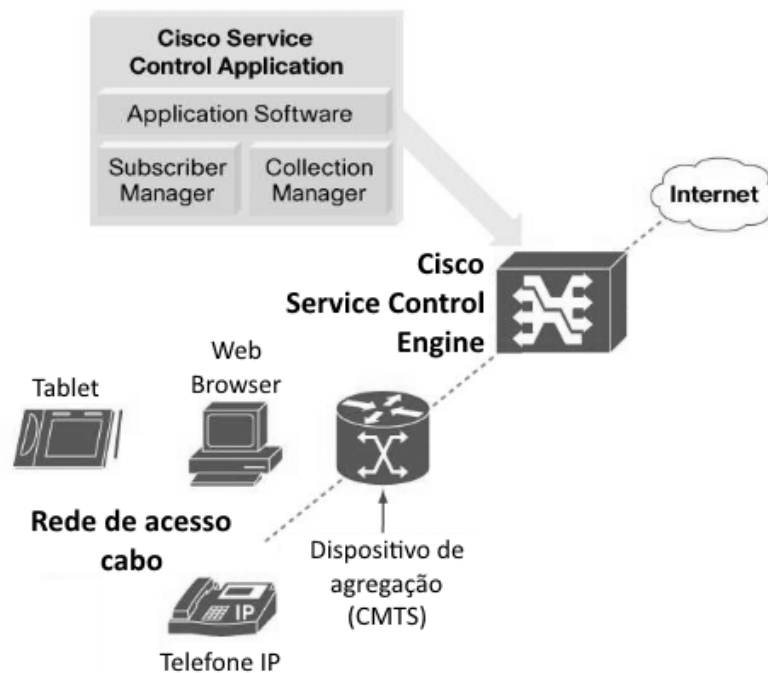 Cisco Service
Control Application
Application Software
Subscriber
Manager
Collection
Manager
Internet
Cisco
Service Control
Engine
Web
Browser
Tablet
Rede de acesso
cabo
Dispositivo de
agregação
(CMTS)
IP
Telefone IP